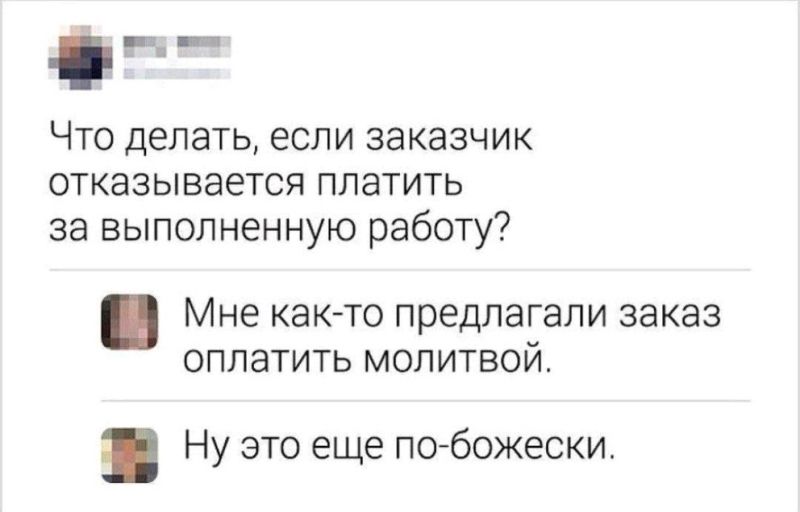 Что делать, если заказчик
отказывается платить
за выполненную работу?
Мне как-то предлагали заказ
оплатить молитвой.
Ну это еще по-божески.